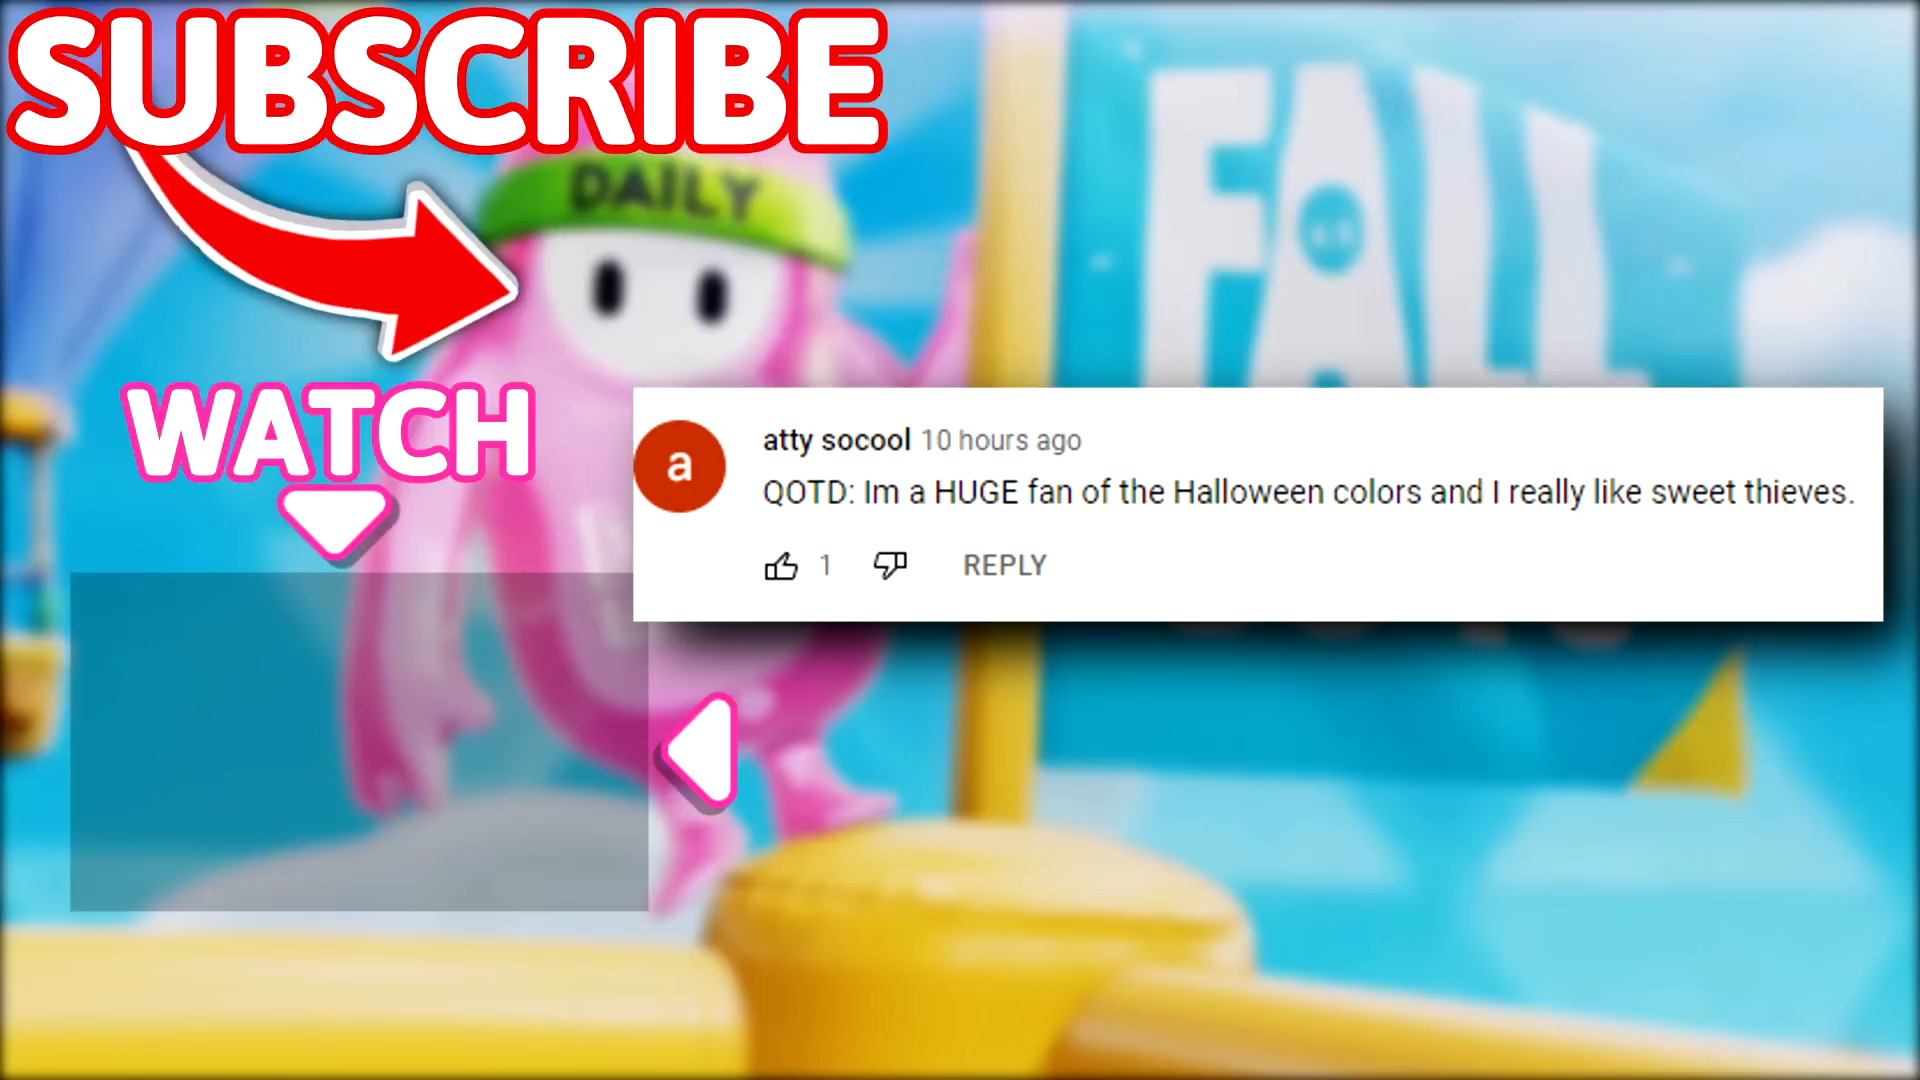 SUBSCRIBE
DAILY
FALL
WATCH
atty socool 10 hours ago
QOTD: Im a HUGE fan of the Halloween colors and I really like sweet thieves.
1 REPLY
a